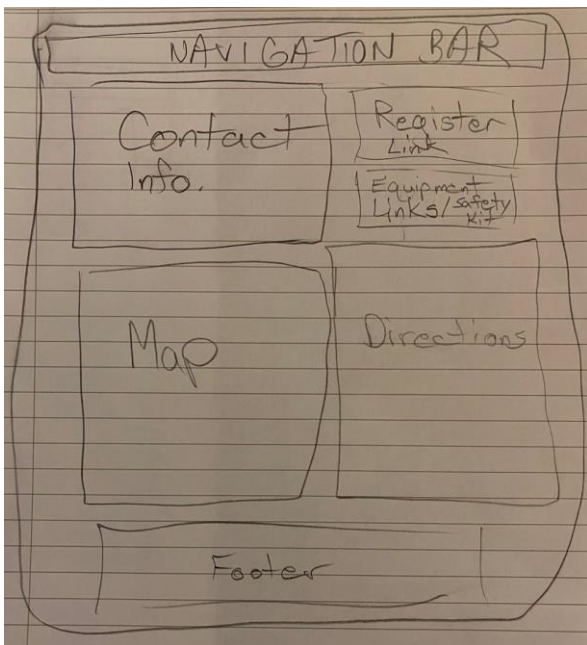 NAVIGATION BAR
Contact
Info.
Register
Link
Equipment
Links/Safety
Kit
Map
Directions
Footer